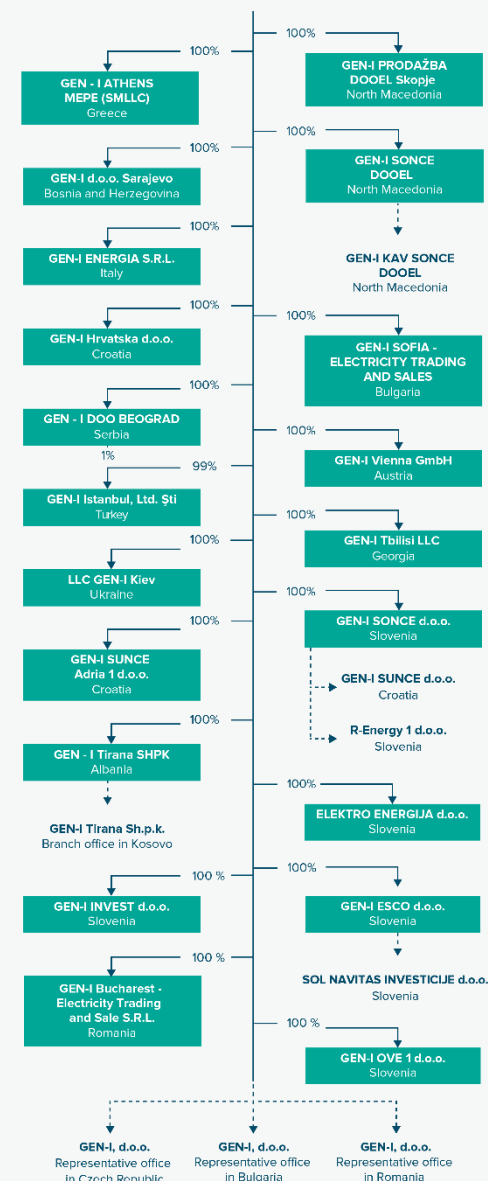 100%
GEN - I ATHENS
MEPE (SMLLC)
Greece
100%
GEN-I d.o.o. Sarajevo
Bosnia and Herzegovina
100%
GEN-I ENERGIA S.R.L.
Italy
100%
GEN-I Hrvatska d.o.o.
Croatia
100%
GEN - I DOO BEOGRAD
Serbia
1%
99%
GEN-I Istanbul, Ltd. Şti
Turkey
100%
LLC GEN-I Kiev
Ukraine
100%
GEN-I SUNCE
Adria 1 d.o.o.
Croatia
100%
GEN - I Tirana SHPK
Albania
GEN-I Tirana Sh.p.k.
Branch office in Kosovo
100 %
GEN-I INVEST d.o.o.
Slovenia
100 %
GEN-I Bucharest -
Electricity Trading
and Sale S.R.L.
Romania
100%
GEN-I PRODAŽBA
DOOEL Skopje
North Macedonia
100%
GEN-I SONCE
DOOEL
North Macedonia
GEN-I KAV SONCE
DOOEL
North Macedonia
100%
GEN-I SOFIA -
ELECTRICITY TRADING
AND SALES
Bulgaria
100%
GEN-I Vienna GmbH
Austria
100%
GEN-I Tbilisi LLC
Georgia
100%
GEN-I SONCE d.o.o.
Slovenia
GEN-I SUNCE d.o.o.
Croatia
R-Energy 1 d.o.o.
Slovenia
100%
ELEKTRO ENERGIJA d.o.o.
Slovenia
100%
GEN-I ESCO d.o.o.
Slovenia
SOL NAVITAS INVESTICIJE d.o.o.
Slovenia
100 %
GEN-I OVE 1 d.o.o.
Slovenia
GEN-I, d.o.o.
Representative office
in Czech Republic
GEN-I, d.o.o.
Representative office
in Bulgaria
GEN-I, d.o.o.
Representative office
in Romania